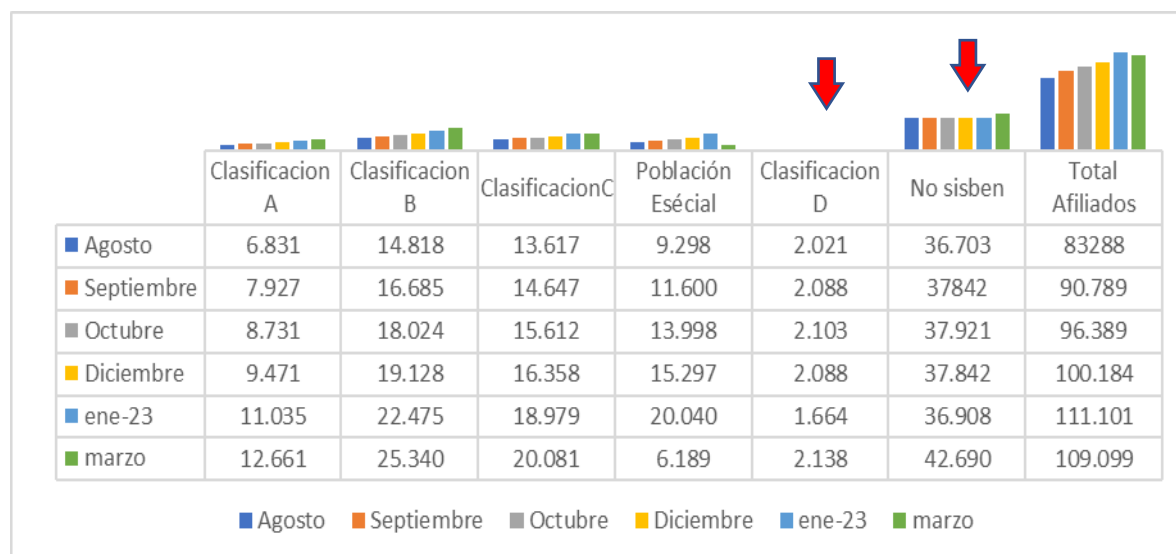 Clasificacion A Clasificacion B ClasificacionC Población Esécial Clasificacion D No sisben Total Afiliados
Agosto 6.831 14.818 13.617 9.298 2.021 36.703 83288
Septiembre 7.927 16.685 14.647 11.600 2.088 37842 90.789
Octubre 8.731 18.024 15.612 13.998 2.103 37.921 96.389
Diciembre 9.471 19.128 16.358 15.297 2.088 37.842 100.184
ene-23 11.035 22.475 18.979 20.040 1.664 36.908 111.101
marzo 12.661 25.340 20.081 6.189 2.138 42.690 109.099
Agosto Septiembre Octubre Diciembre ene-23 marzo